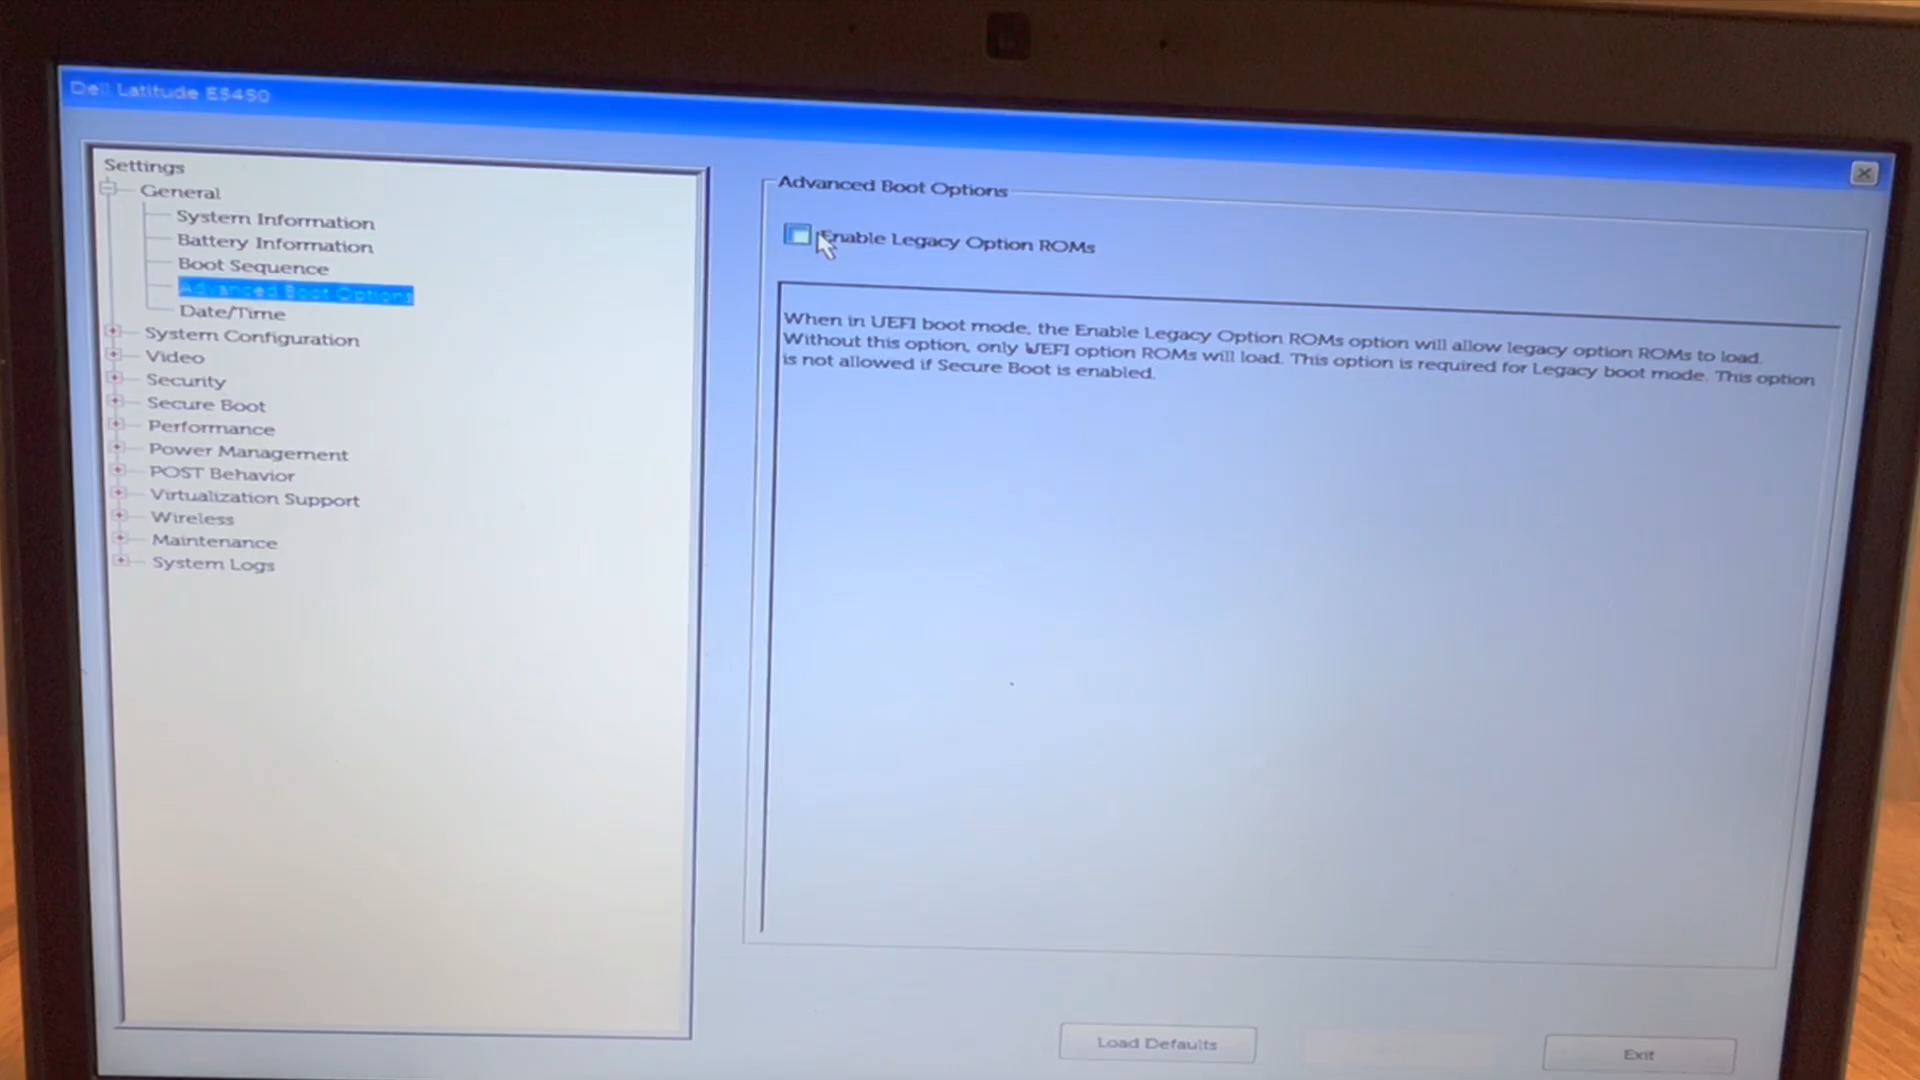 Dell Latitude E5450
Settings
General
System Information
Battery Information
Boot Sequence
Advanced Boot Options
Date/Time
System Configuration
Video
Security
Secure Boot
Performance
Power Management
POST Behavior
Virtualization Support
Wireless
Maintenance
System Logs
Advanced Boot Options
Enable Legacy Option ROMs
When in UEFI boot mode, the Enable Legacy Option ROMs option will allow legacy option ROMs to load.
Without this option, only UEFI option ROMs will load. This option is required for Legacy boot mode. This option
is not allowed if Secure Boot is enabled.
Load Defaults
Exit